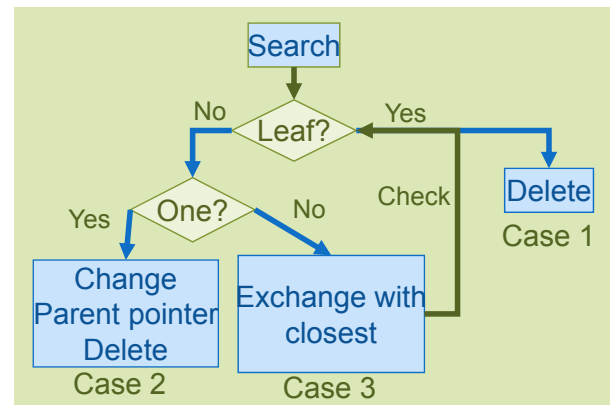 Search
No
Leaf?
Yes
Yes
One?
No
Check
Delete
Case 1
Change
Parent pointer
Delete
Exchange with
closest
Case 2
Case 3